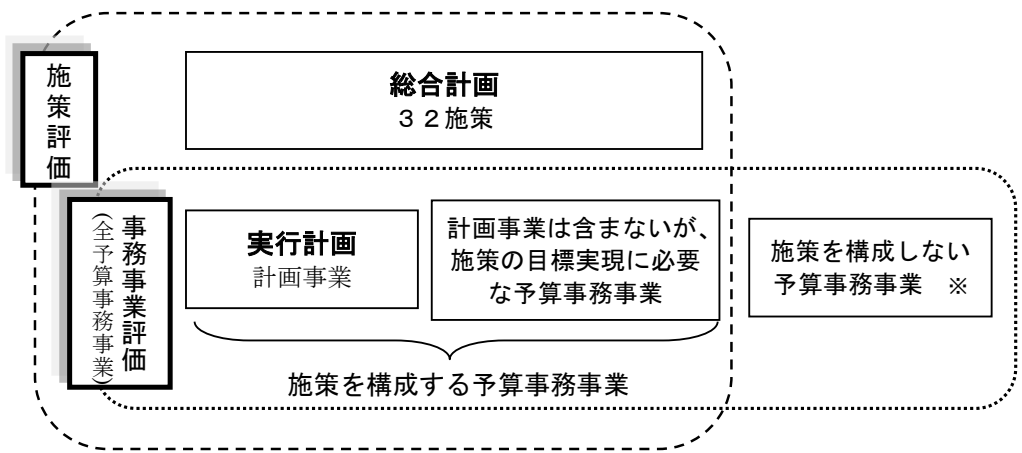 施策評価
総合計画
３２施策
事務事業評価
(全予算事務事業)
実行計画
計画事業
計画事業は含まないが、
施策の目標実現に必要
な予算事務事業
施策を構成しない
予算事務事業　※
施策を構成する予算事務事業